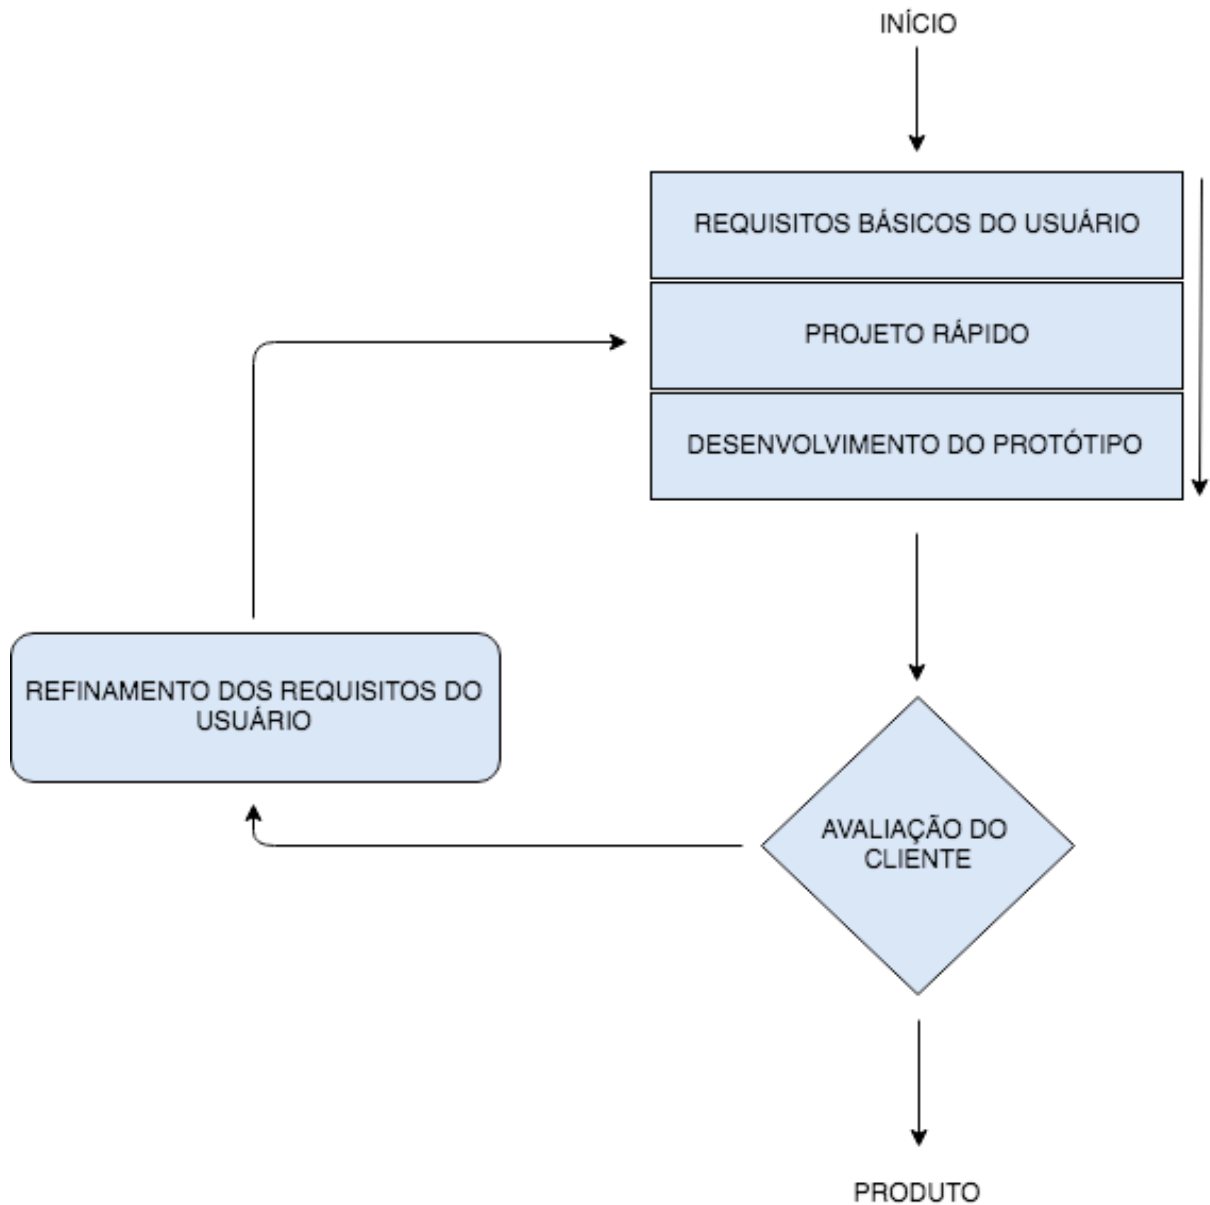 INÍCIO
REQUISITOS BÁSICOS DO USUÁRIO
PROJETO RÁPIDO
DESENVOLVIMENTO DO PROTÓTIPO
REFINAMENTO DOS REQUISITOS DO
USUÁRIO
AVALIAÇÃO DO
CLIENTE
PRODUTO